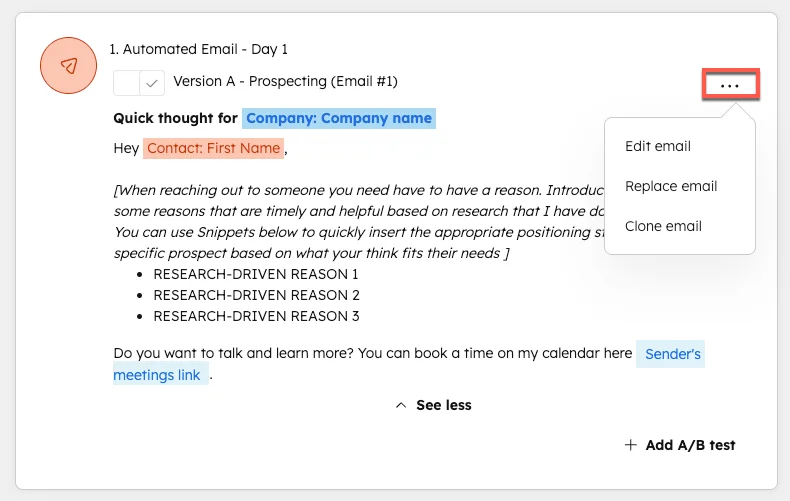 1. Automated Email - Day 1
Version A - Prospecting (Email #1)
...
Quick thought for Company: Company name
Hey Contact: First Name,
[When reaching out to someone you need have to have a reason. Introduc
some reasons that are timely and helpful based on research that I have do
You can use Snippets below to quickly insert the appropriate positioning st
specific prospect based on what your think fits their needs ]
• RESEARCH-DRIVEN REASON 1
• RESEARCH-DRIVEN REASON 2
• RESEARCH-DRIVEN REASON 3
Do you want to talk and learn more? You can book a time on my calendar here Sender's
meetings link .
See less
+ Add A/B test
Edit email
Replace email
Clone email